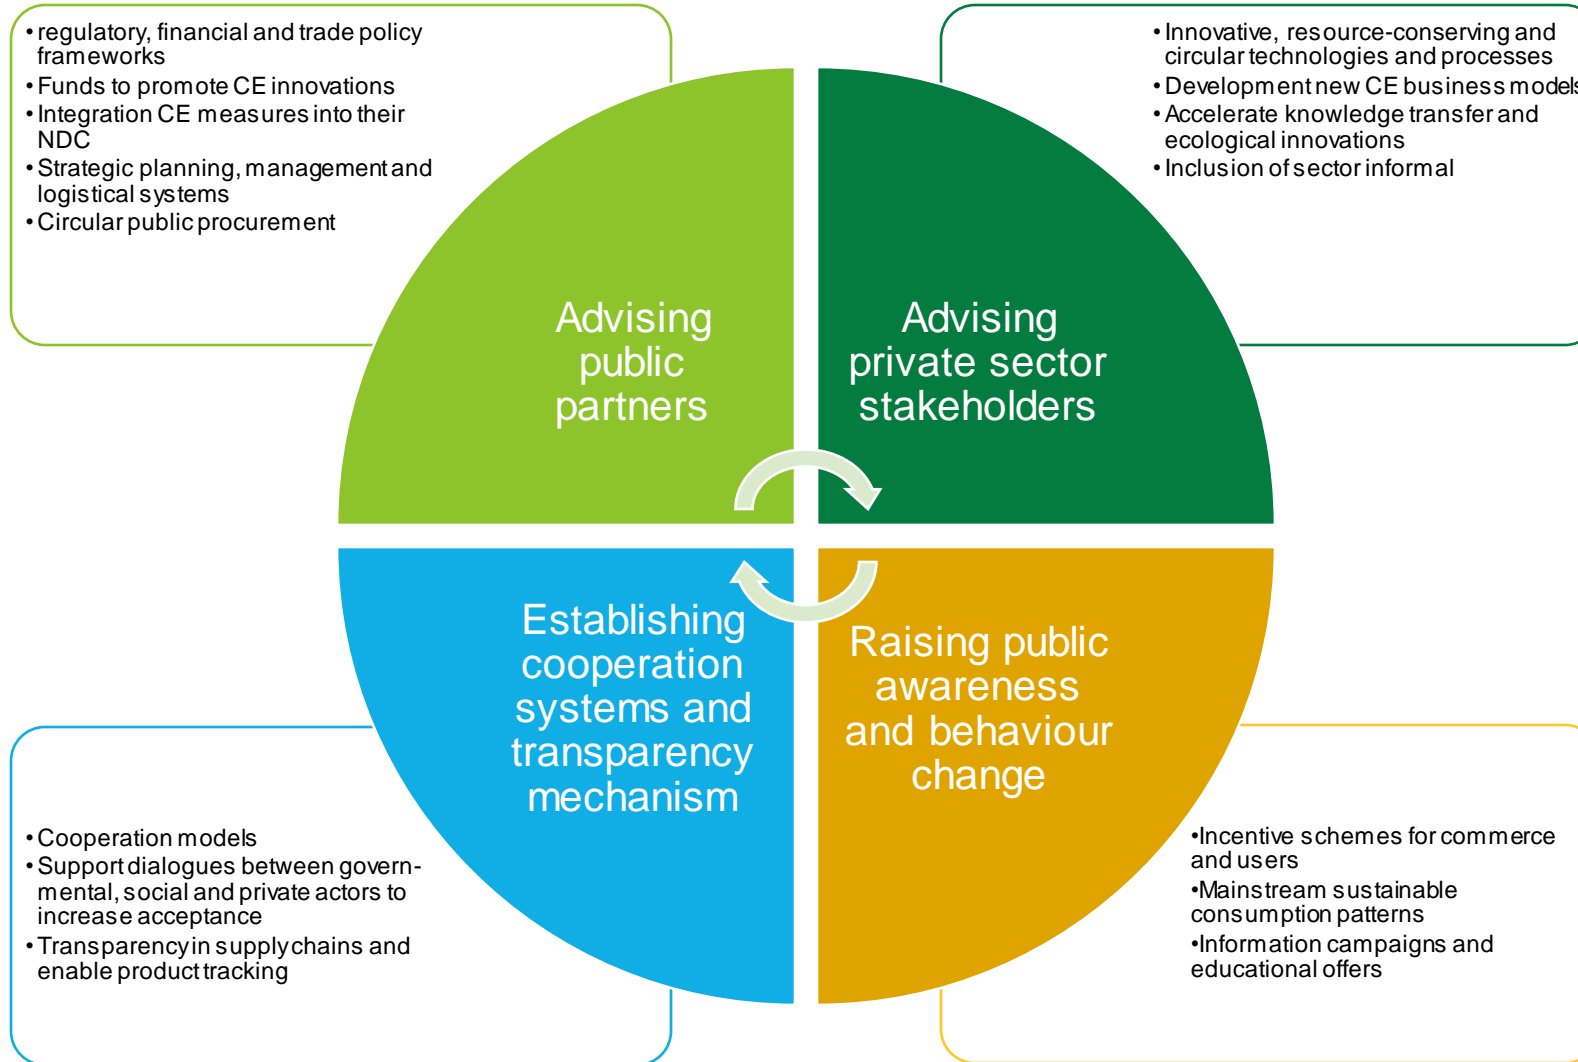 • regulatory, financial and trade policy
frameworks
• Funds to promote CE innovations
• Integration CE measures into their
NDC
• Strategic planning, management and
logistical systems
• Circular public procurement
• Innovative, resource-conserving and
circular technologies and processes
• Development new CE business models
• Accelerate knowledge transfer and
ecological innovations
• Inclusion of sector informal
Advising
public
partners
Advising
private sector
stakeholders
Establishing
cooperation
systems and
transparency
mechanism
Raising public
awareness
and behaviour
change
• Cooperation models
• Support dialogues between govern-
mental, social and private actors to
increase acceptance
• Transparency in supply chains and
enable product tracking
•Incentive schemes for commerce
and users
•Mainstream sustainable
consumption patterns
•Information campaigns and
educational offers